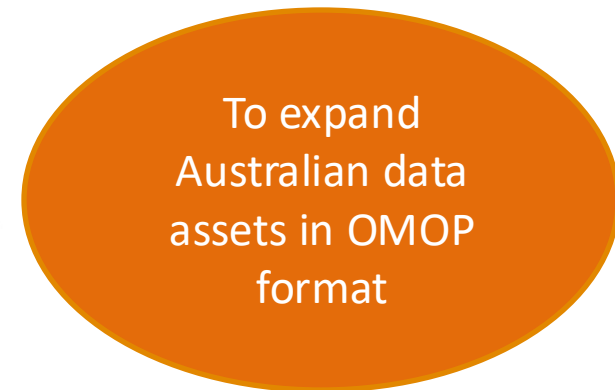 To expand
Australian data
assets in OMOP
format